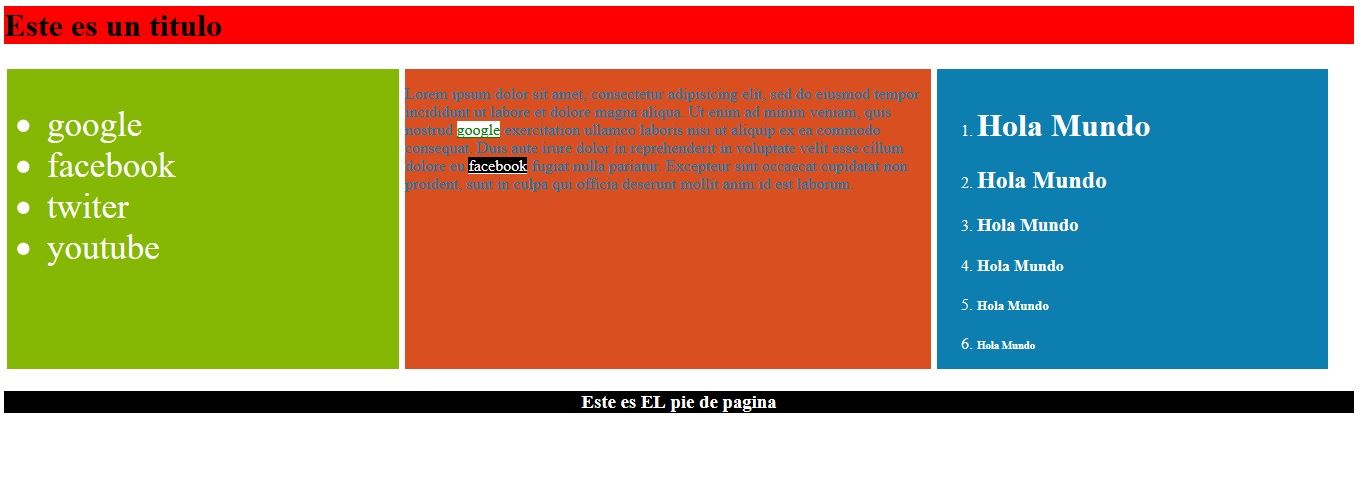 Este es un titulo
google
facebook
twiter
youtube
Lorem ipsum dolor sit amet, consectetur adipisicing elit, sed do eiusmod tempor
incididunt ut labore et dolore magna aliqua. Ut enim ad minim veniam, quis
nostrud google exercitation ullamco laboris nisi ut aliquip ex ea commodo
consequat. Duis aute irure dolor in reprehenderit in voluptate velit esse cillum
dolore eu facebook fugiat nulla pariatur. Excepteur sint occaecat cupidatat non
proident, sunt in culpa qui officia deserunt mollit anim id est laborum.
1. Hola Mundo
2. Hola Mundo
3. Hola Mundo
4. Hola Mundo
5. Hola Mundo
6. Hola Mundo
Este es EL pie de pagina